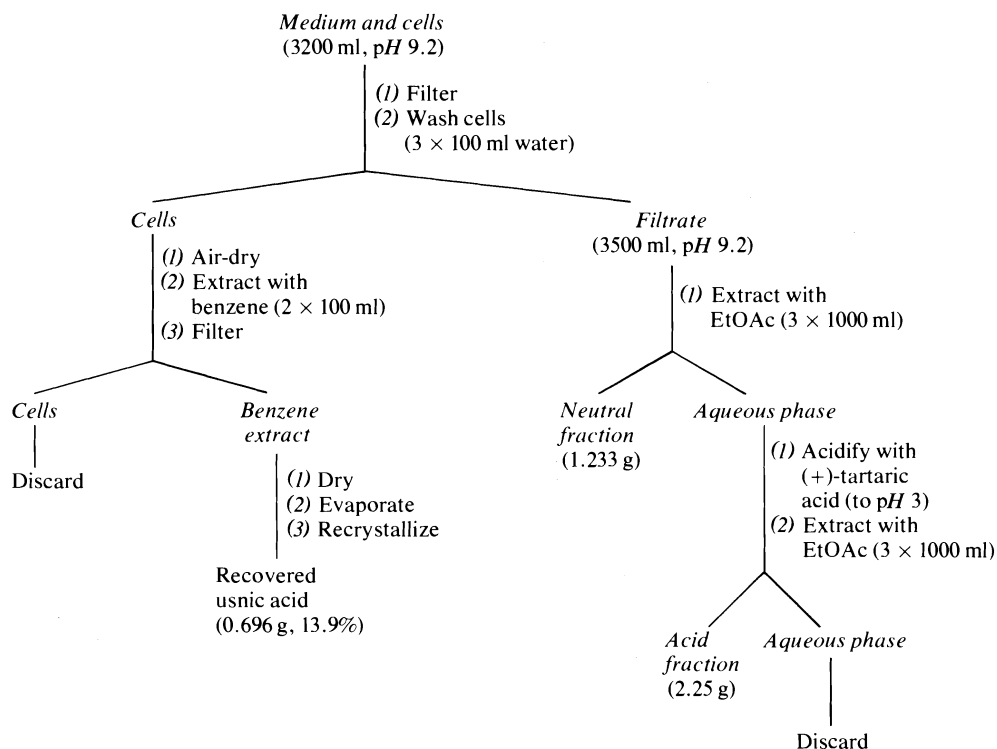 Medium and cells
(3200 ml, pH 9.2)
(1) Filter
(2) Wash cells
(3 × 100 ml water)
Cells
(1) Air-dry
(2) Extract with
benzene (2 × 100 ml)
(3) Filter
Cells
Discard
Benzene
extract
(1) Dry
(2) Evaporate
(3) Recrystallize
Recovered
usnic acid
(0.696 g, 13.9%)
Filtrate
(3500 ml, pH 9.2)
(1) Extract with
EtOAc (3 × 1000 ml)
Neutral
fraction
(1.233 g)
Aqueous phase
(1) Acidify with
(+)-tartaric
acid (to pH 3)
(2) Extract with
EtOAc (3 × 1000 ml)
Acid
fraction
(2.25 g)
Aqueous phase
Discard